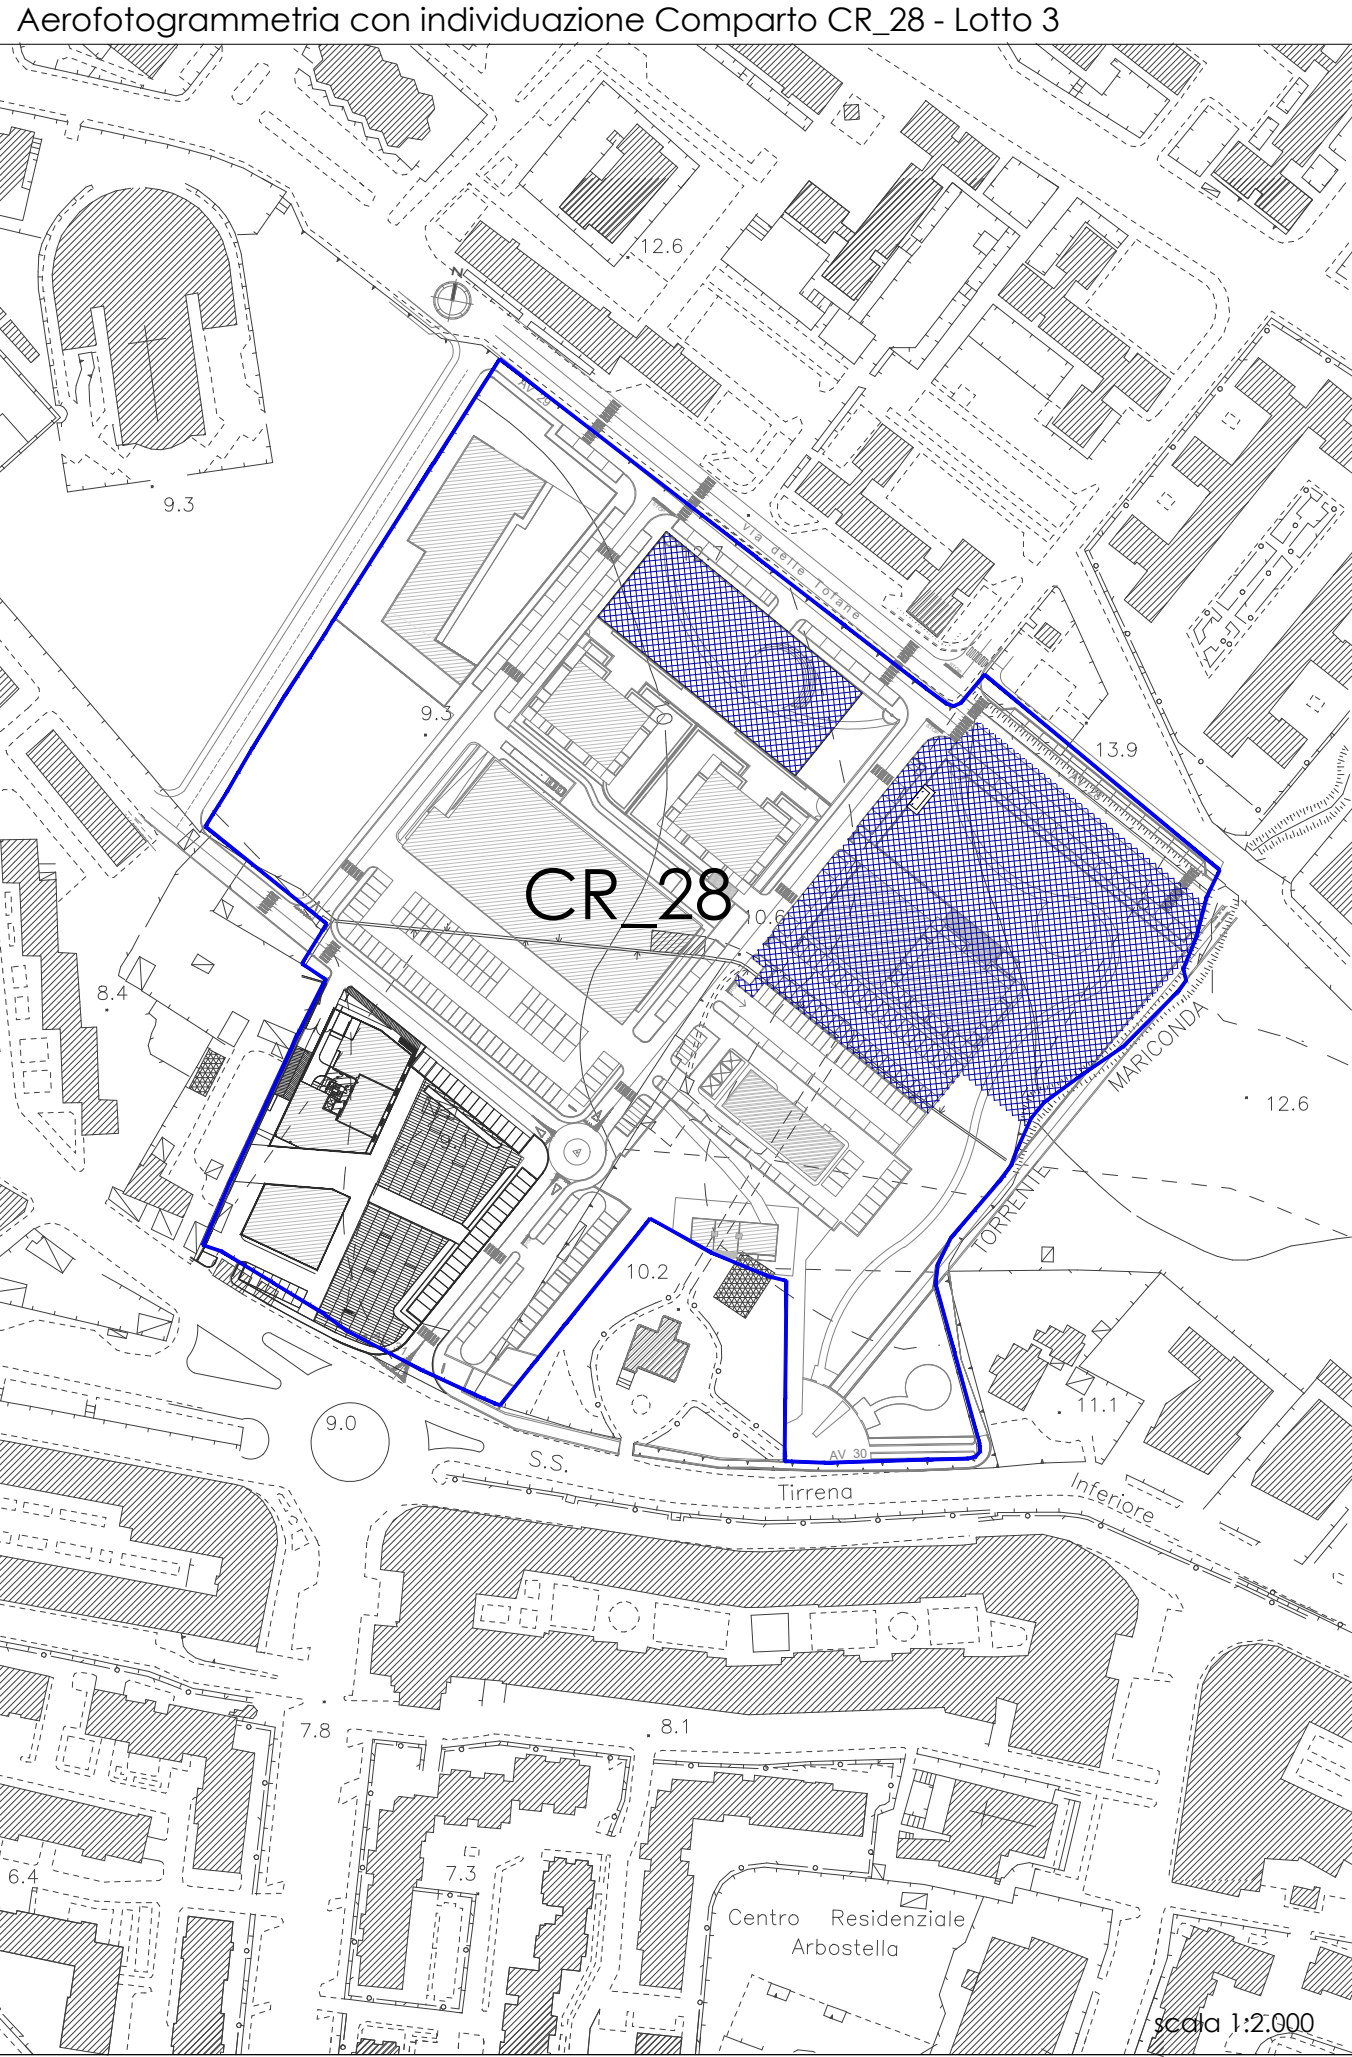 Aerofotogrammetria con individuazione Comparto CR_28 - Lotto 3
12.6
N
AV 29
9.3
via delle Tofane
9.3
13.9
CR_28
10.6
8.4
MARICONDA
12.6
TORRENTE
10.2
11.1
9.0
AV 30
S.S.
Tirrena
Inferiore
7.8
8.1
7.3
6.4
Centro Residenziale
Arbostella
scala 1:2.000